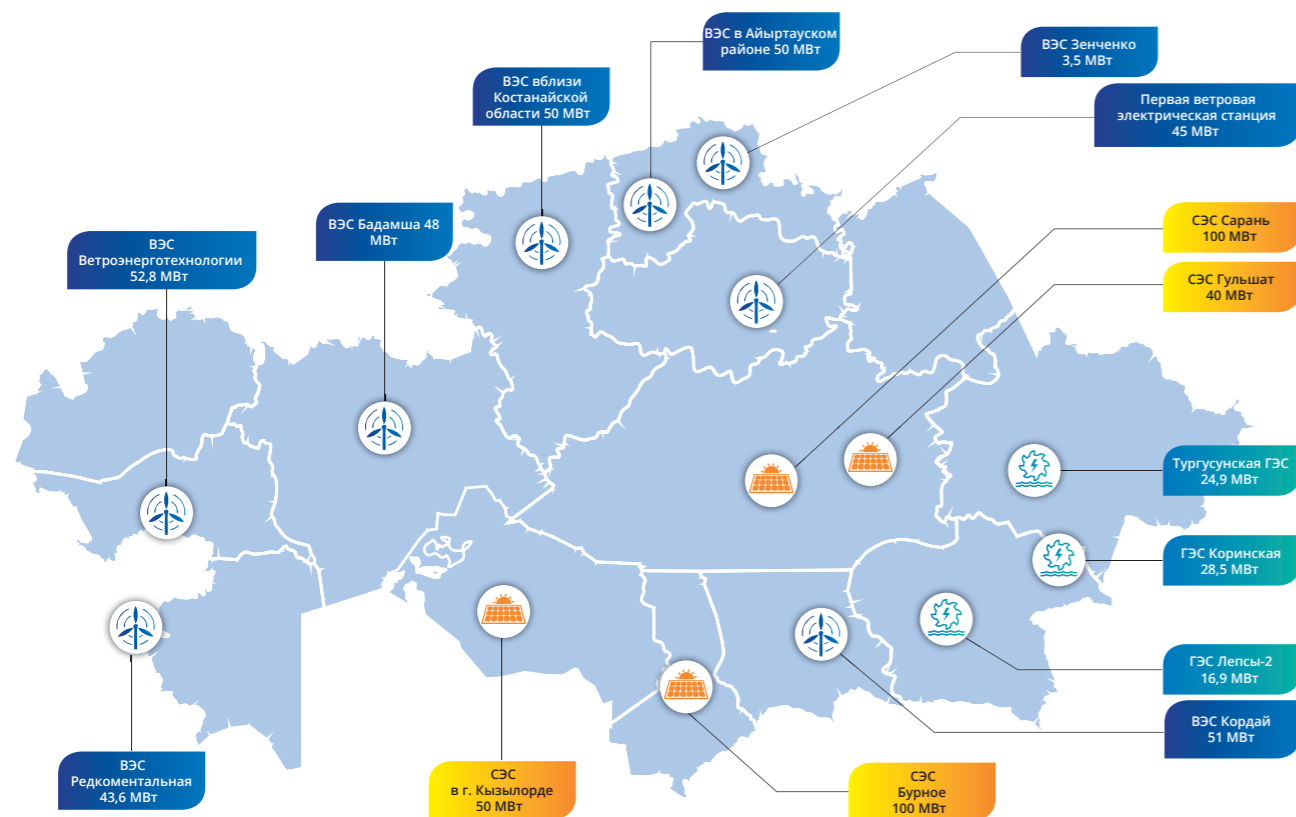 ВЭС в Айыртауском
районе 50 МВт
ВЭС Зенченко
3,5 МВт
ВЭС вблизи
Костанайской
области 50 МВт
Первая ветровая
электрическая станция
45 МВт
ВЭС Бадамша 48
МВт
СЭС Сарань
100 МВт
ВЭС
Ветроэнерготехнологии
52,8 МВт
СЭС Гульшат
40 МВт
Тургусунская ГЭС
24,9 МВт
ГЭС Коринская
28,5 МВт
ГЭС Лепсы-2
16,9 МВт
ВЭС Кордай
51 МВт
ВЭС
Редкоментальная
43,6 МВт
СЭС
в г. Кызылорде
50 МВт
СЭС
Бурное
100 МВт